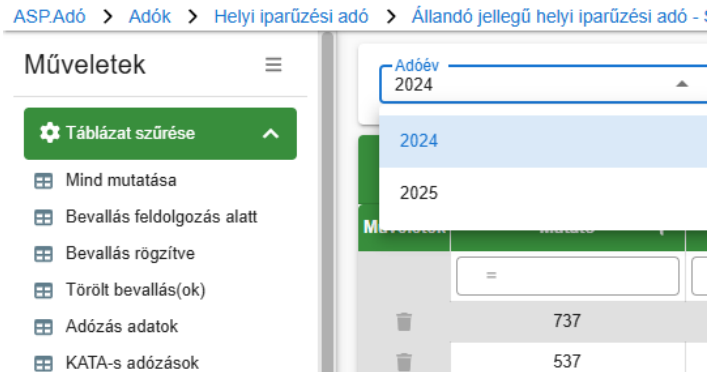 ASP.Adó > Adók > Helyi iparűzési adó > Állandó jellegű helyi iparűzési adó -
Műveletek
Táblázat szűrése
Mind mutatása
Bevallás feldolgozás alatt
Bevallás rögzítve
Törölt bevallás(ok)
Adózás adatok
KATA-s adózások
Adóév
2024
2024
2025
=
737
537